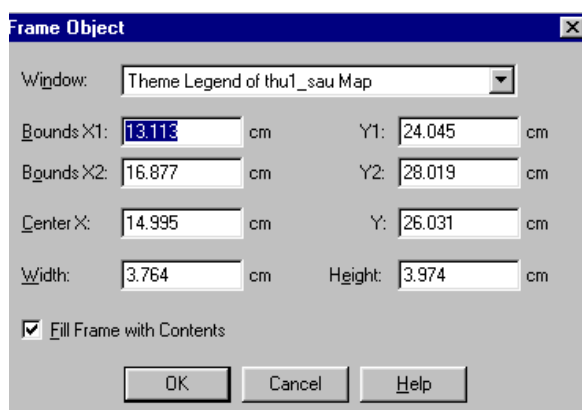 Frame Object
Window: Theme Legend of thu1_sau Map
Bounds X1: 13.113 cm Y1: 24.045 cm
Bounds X2: 16.877 cm Y2: 28.019 cm
Center X: 14.995 cm Y: 26.031 cm
Width: 3.764 cm Height: 3.974 cm
Fill Frame with Contents
OK Cancel Help